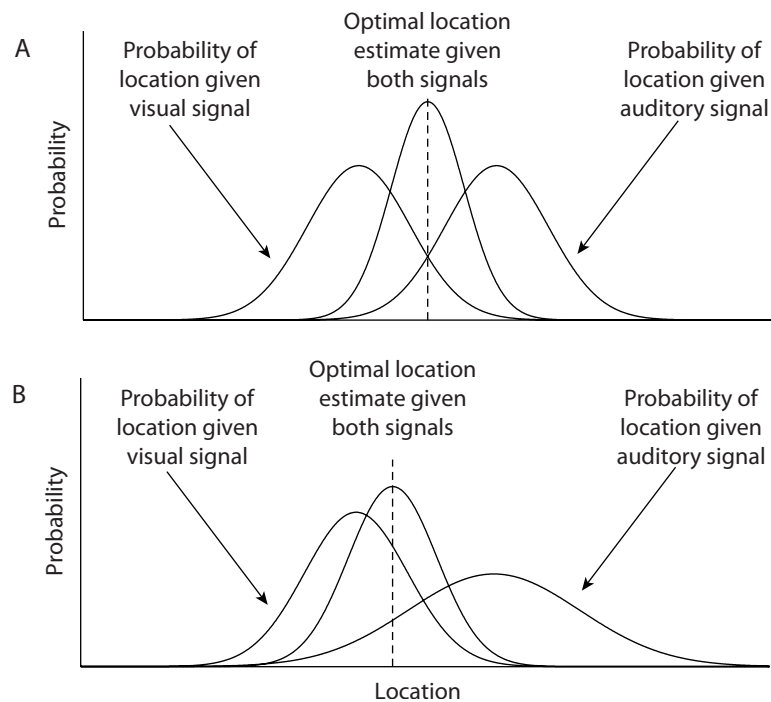 A
Probability of
location given
visual signal
Optimal location
estimate given
both signals
Probability of
location given
auditory signal
Probability
B
Probability of
location given
visual signal
Optimal location
estimate given
both signals
Probability of
location given
auditory signal
Probability
Location